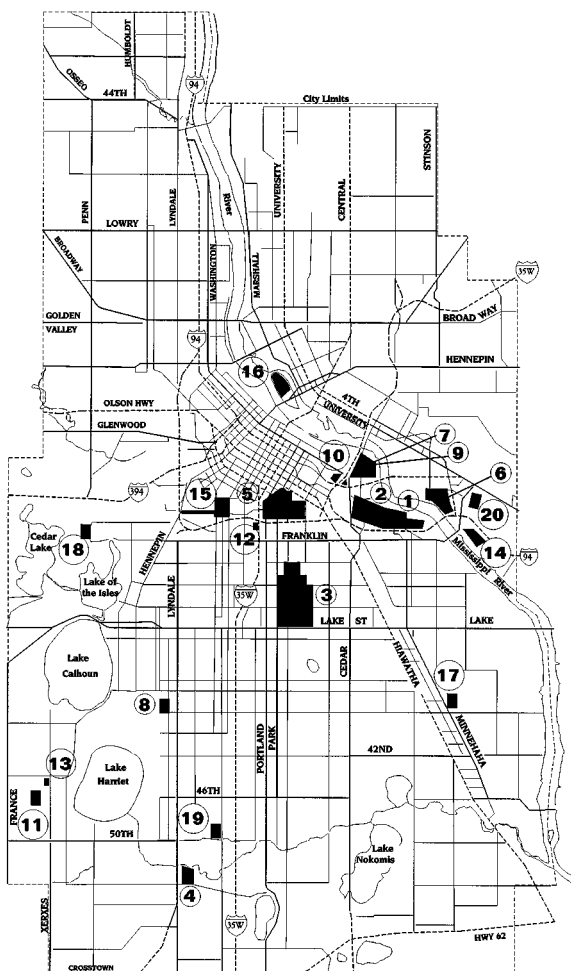 HUMBOLDT
OSSEO
94
44TH
City Limits
PENN
LYNDALE
WASHINGTON
River
MARSHALL
UNIVERSITY
CENTRAL
STINSON
LOWRY
BROADWAY
35W
GOLDEN
VALLEY
94
BROADWAY
HENNEPIN
16
OLSON HWY
GLENWOOD
4TH
UNIVERSITY
7
10
9
6
394
15
5
2
1
20
18
Cedar
Lake
HENNEPIN
12
FRANKLIN
14
Mississippi River
94
Lake of
the Isles
LYNDALE
35W
3
LAKE ST
LAKE
Lake
Calhoun
CEDAR
HIAWATHA
17
8
PORTLAND
PARK
MINNEHAHA
13
42ND
Lake
Harriet
FRANCE
11
46TH
19
50TH
Lake
Nokomis
4
XERXES
35W
HWY 62
CROSSTOWN